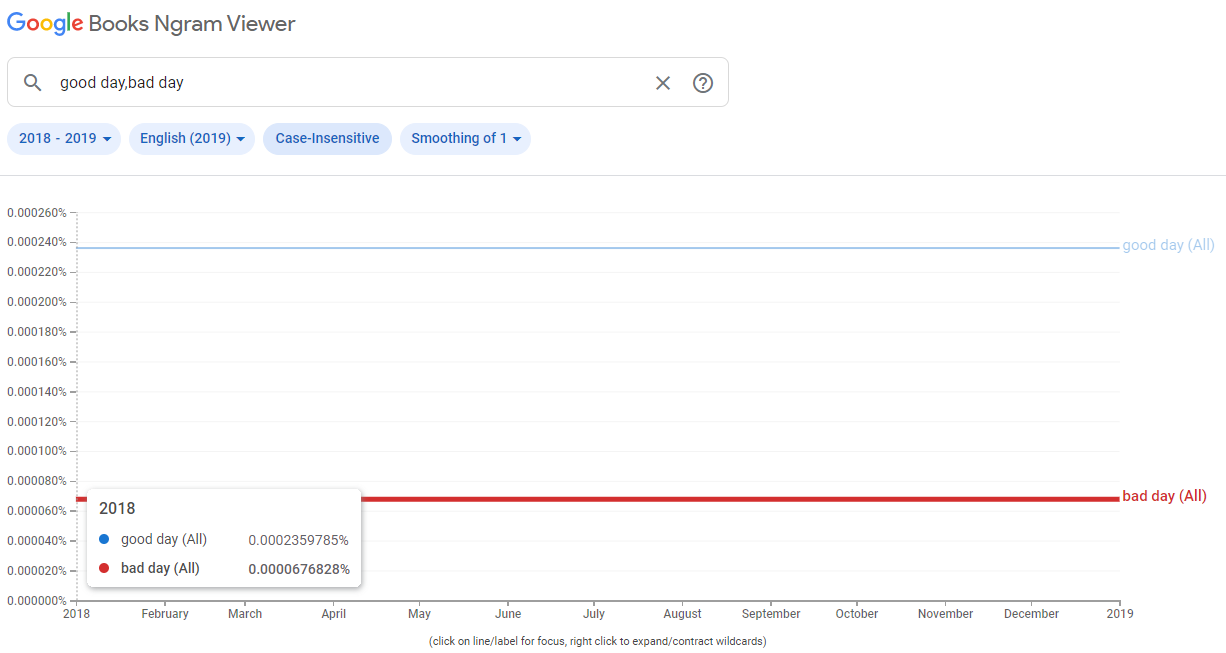 Google Books Ngram Viewer
good day,bad day
2018 - 2019
English (2019)
Case-Insensitive
Smoothing of 1
0.000260%
0.000240%
good day (All)
0.000220%
0.000200%
0.000180%
0.000160%
0.000140%
0.000120%
0.000100%
0.000080%
bad day (All)
0.000060%
0.000040%
0.000020%
0.000000%
2018
good day (All) 0.0002359785%
bad day (All) 0.0000676828%
2018 February March April May June July August September October November December 2019
(click on line/label for focus, right click to expand/contract wildcards)